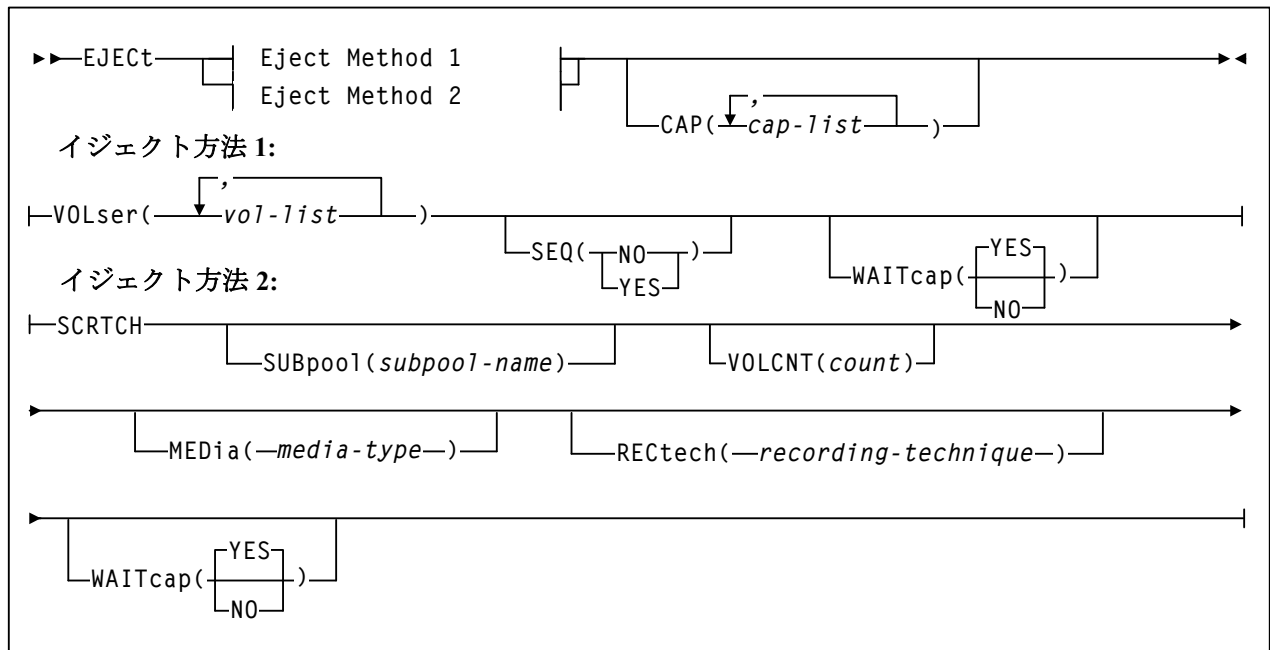 EJECt Eject Method 1
Eject Method 2
,
CAP( cap-list )
イジェクト方法 1:
,
VOLser( vol-list )
SEQ( NO )
YES
YES
WAITcap( )
NO
イジェクト方法 2:
SCRTCH
SUBpool(subpool-name) VOLCNT(count)
MEDia( media-type ) RECtech( recording-technique )
YES
WAITcap( )
NO